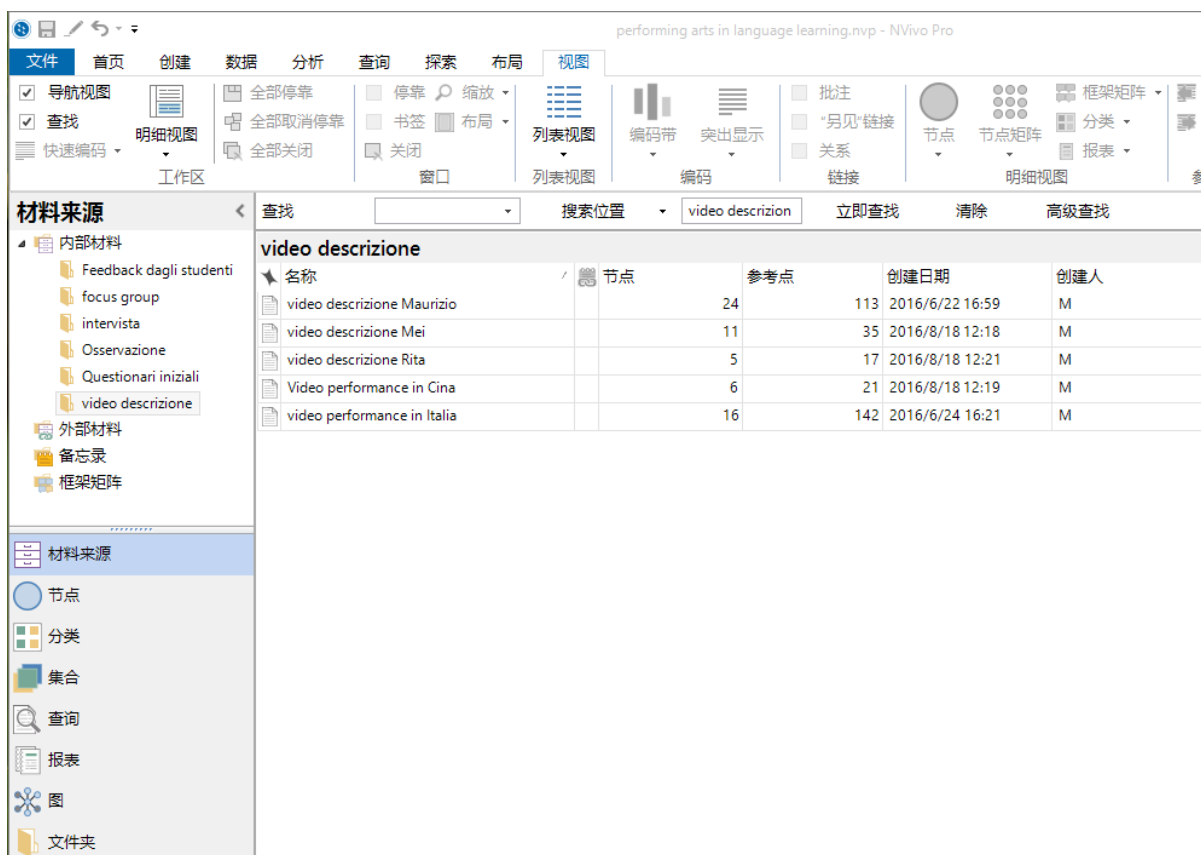 performing arts in language learning.nvp - NVivo Pro
文件 首页 创建 数据 分析 查询 探索 布局 视图
导航视图 全部停靠 停靠 缩放 批注 框架矩阵
查找 明细视图 全部取消停靠 书签 布局 列表视图 编码带 突出显示 "另见"链接 节点 节点矩阵 分类
快速编码 全部关闭 关闭 关系 报表
工作区 窗口 列表视图 编码 链接 明细视图
材料来源 查找 搜索位置 video descrizion 立即查找 清除 高级查找
内部材料
Feedback dagli studenti
focus group
intervista
Osservazione
Questionari iniziali
video descrizione
外部材料
备忘录
框架矩阵
video descrizione
名称 节点 参考点 创建日期 创建人
video descrizione Maurizio 24 113 2016/6/22 16:59 M
video descrizione Mei 11 35 2016/8/18 12:18 M
video descrizione Rita 5 17 2016/8/18 12:21 M
Video performance in Cina 6 21 2016/8/18 12:19 M
video performance in Italia 16 142 2016/6/24 16:21 M
材料来源
节点
分类
集合
查询
报表
图
文件夹